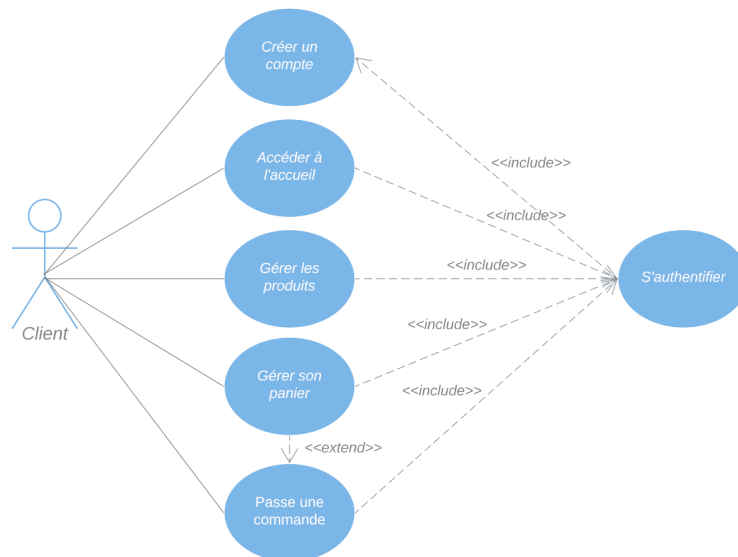 Créer un
compte
<<include>>
Accéder à
l'accueil
<<include>>
Gérer les
produits
<<include>>
S'authentifier
Client
<<include>>
Gérer son
panier
<<include>>
<<extend>>
Passe une
commande